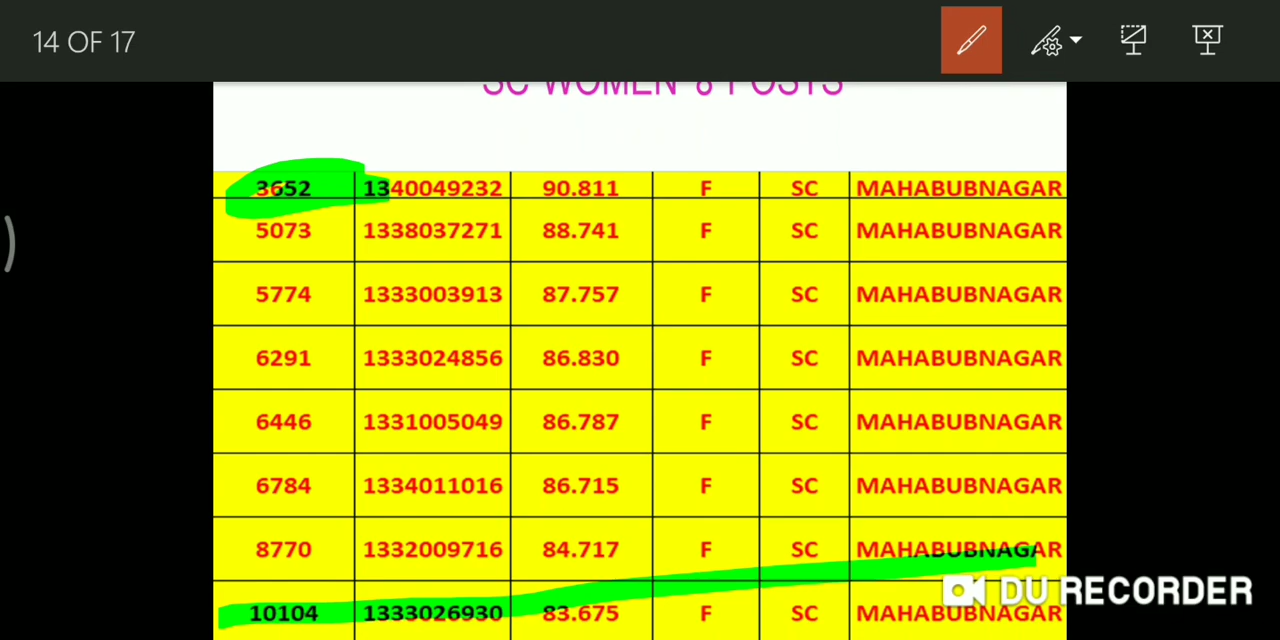 14 OF 17
SC WOMEN 8 POSTS
3652 1340049232 90.811 F SC MAHABUBNAGAR
5073 1338037271 88.741 F SC MAHABUBNAGAR
5774 1333003913 87.757 F SC MAHABUBNAGAR
6291 1333024856 86.830 F SC MAHABUBNAGAR
6446 1331005049 86.787 F SC MAHABUBNAGAR
6784 1334011016 86.715 F SC MAHABUBNAGAR
8770 1332009716 84.717 F SC MAHABUBNAGAR
10104 1333026930 83.675 F SC MAHABUBNAGAR
DU RECORDER